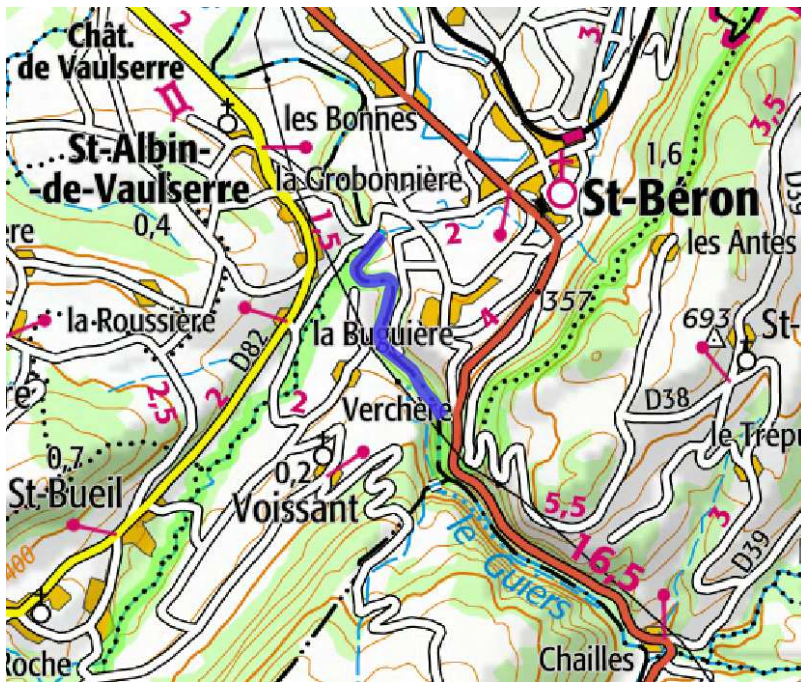 Chât.
de Vaulserre
2
3
les Bonnes
St-Albin-
-de-Vaulserre
la Grobonnière
1,6
3,5
D39
St-Béron
0,4
1,5
2
les Antes
ère
la Roussière
357
693
St-
la Buguière
4
D82
2,5
2
2
Verchère
D38
le Trépu
0,7
0,2
St-Bueil
Voissant
5,5
16,5
3
D39
400
le Guiers
Roche
Chailles